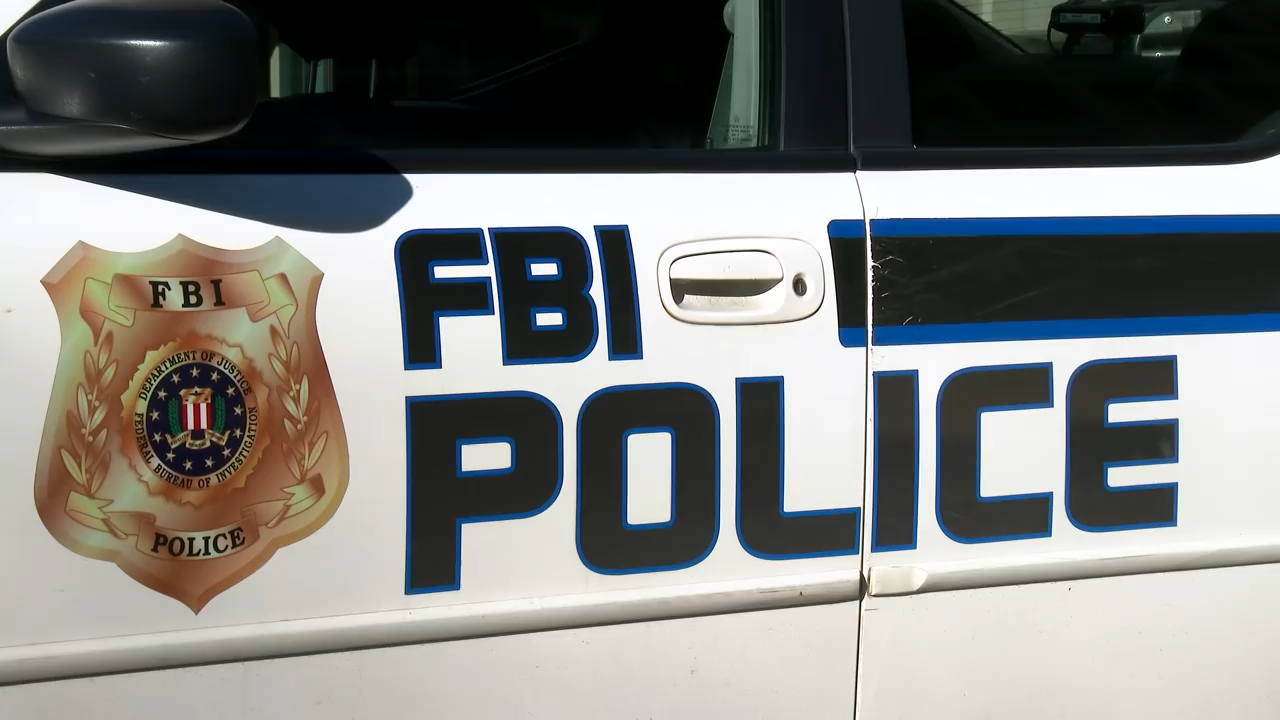 FBI
DEPARTMENT OF JUSTICE
FEDERAL BUREAU OF INVESTIGATION
POLICE
FBI
POLICE